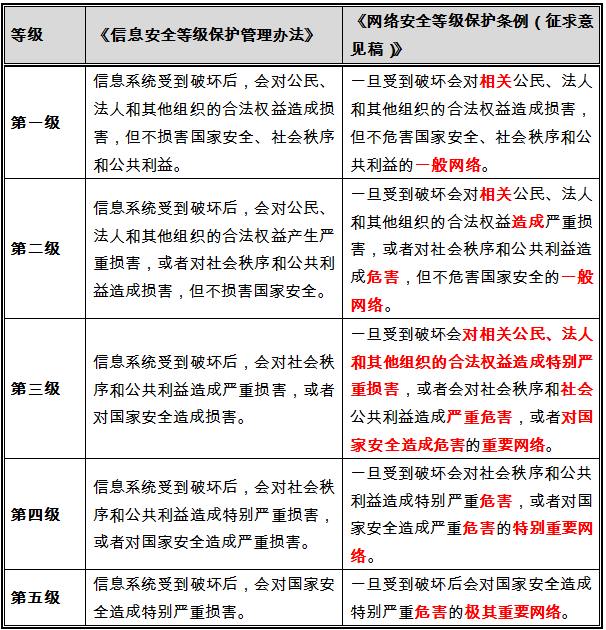 等级
《信息安全等级保护管理办法》
《网络安全等级保护条例（征求意
见稿）》
第一级
信息系统受到破坏后，会对公民、
法人和其他组织的合法权益造成损
害，但不损害国家安全、社会秩序
和公共利益。
一旦受到破坏会对相关公民、法人
和其他组织的合法权益造成损害，
但不危害国家安全、社会秩序和公
共利益的一般网络。
第二级
信息系统受到破坏后，会对公民、
法人和其他组织的合法权益产生严
重损害，或者对社会秩序和公共利
益造成损害，但不损害国家安全。
一旦受到破坏会对相关公民、法人
和其他组织的合法权益造成严重损
害，或者对社会秩序和公共利益造
成危害，但不危害国家安全的一般
网络。
第三级
信息系统受到破坏后，会对社会秩
序和公共利益造成严重损害，或者
对国家安全造成损害。
一旦受到破坏会对相关公民、法人
和其他组织的合法权益造成特别严
重损害，或者会对社会秩序和社会
公共利益造成严重危害，或者对国
家安全造成危害的重要网络。
第四级
信息系统受到破坏后，会对社会秩
序和公共利益造成特别严重损害，
或者对国家安全造成严重损害。
一旦受到破坏会对社会秩序和公共
利益造成特别严重危害，或者对国
家安全造成严重危害的特别重要网
络。
第五级
信息系统受到破坏后，会对国家安
全造成特别严重损害。
一旦受到破坏后会对国家安全造成
特别严重危害的极其重要网络。